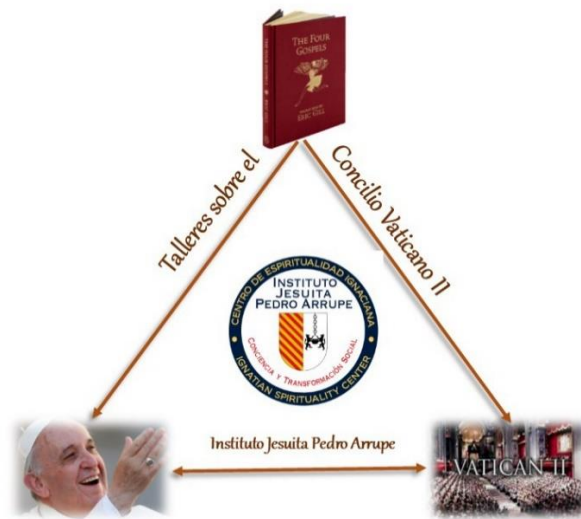 THE FOUR
GOSPELS
ERIC GILL
Talleres sobre el
Concilio Vaticano II
CENTRO DE ESPIRITUALIDAD IGNACIANA
INSTITUTO
JESUITA
PEDRO ARRUPE
CONCIENCIA Y TRANSFORMACIÓN SOCIAL
IGNATIAN SPIRITUALITY CENTER
Instituto Jesuita Pedro Arrupe
VATICAN II